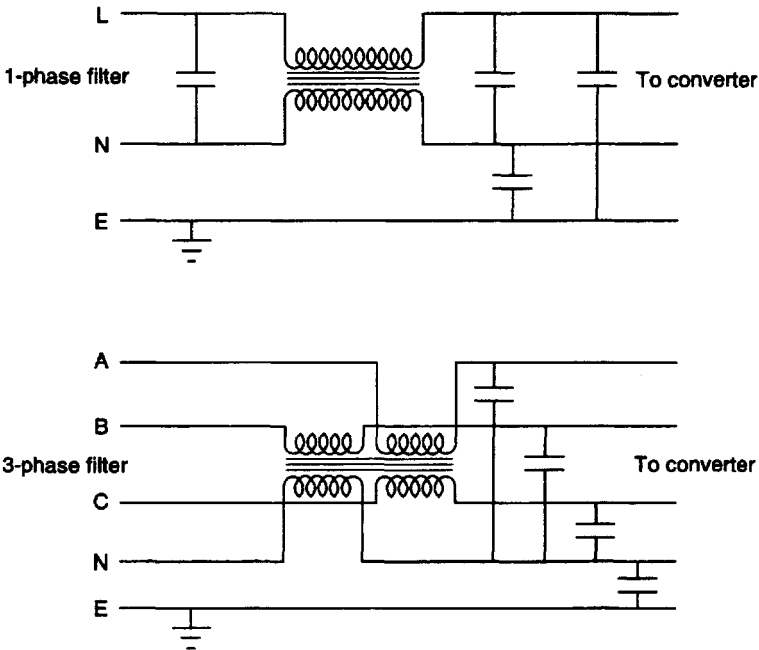 L
1-phase filter
To converter
N
E
A
B
3-phase filter
To converter
C
N
E